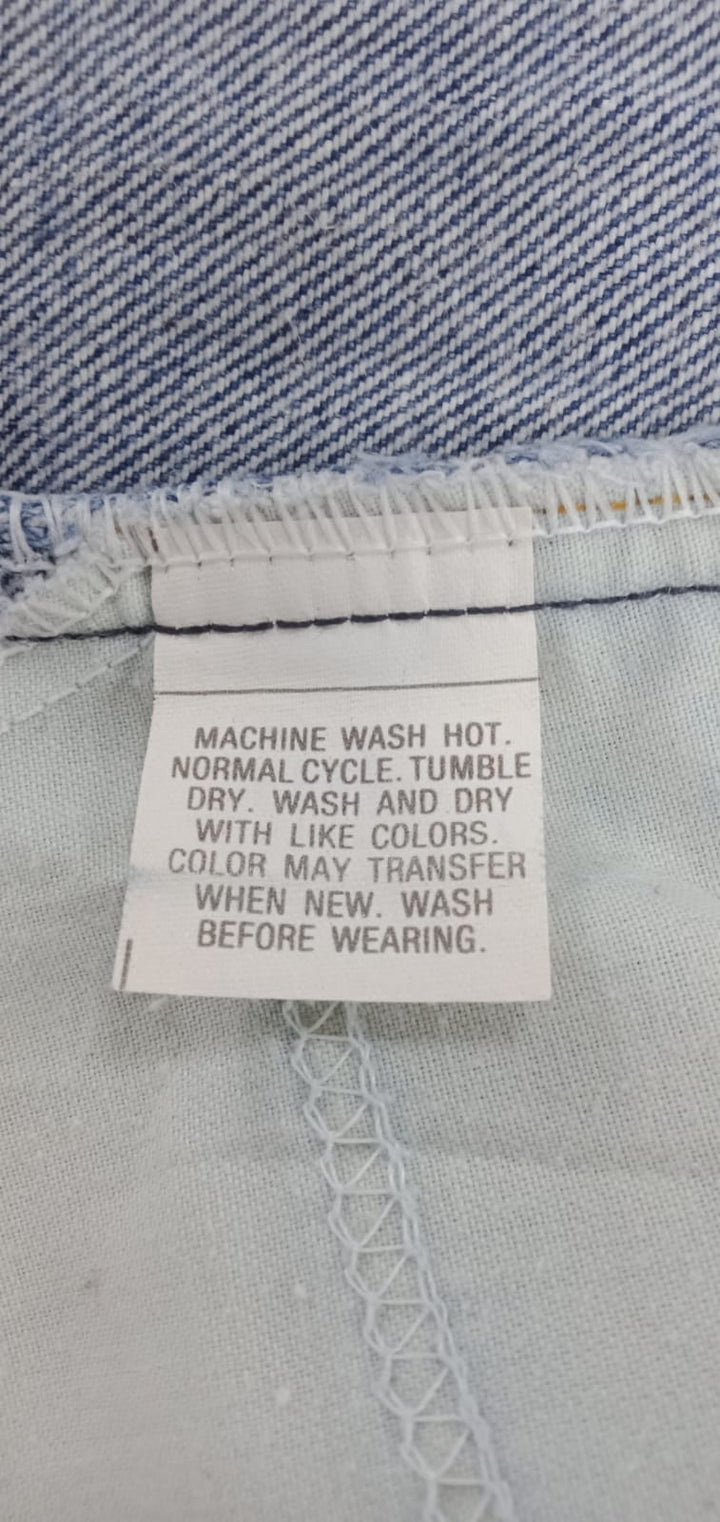 MACHINE WASH HOT.
NORMAL CYCLE. TUMBLE
DRY. WASH AND DRY
WITH LIKE COLORS.
COLOR MAY TRANSFER
WHEN NEW. WASH
BEFORE WEARING.